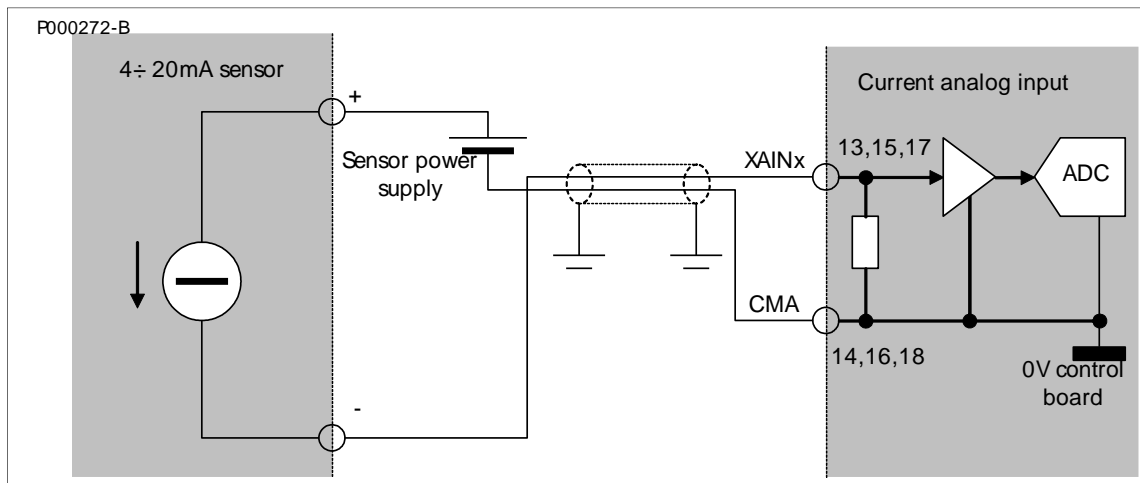 P000272-B
4÷ 20mA sensor
Current analog input
+
Sensor power
supply
XAINx
13,15,17
ADC
CMA
14,16,18
0V control
board
-